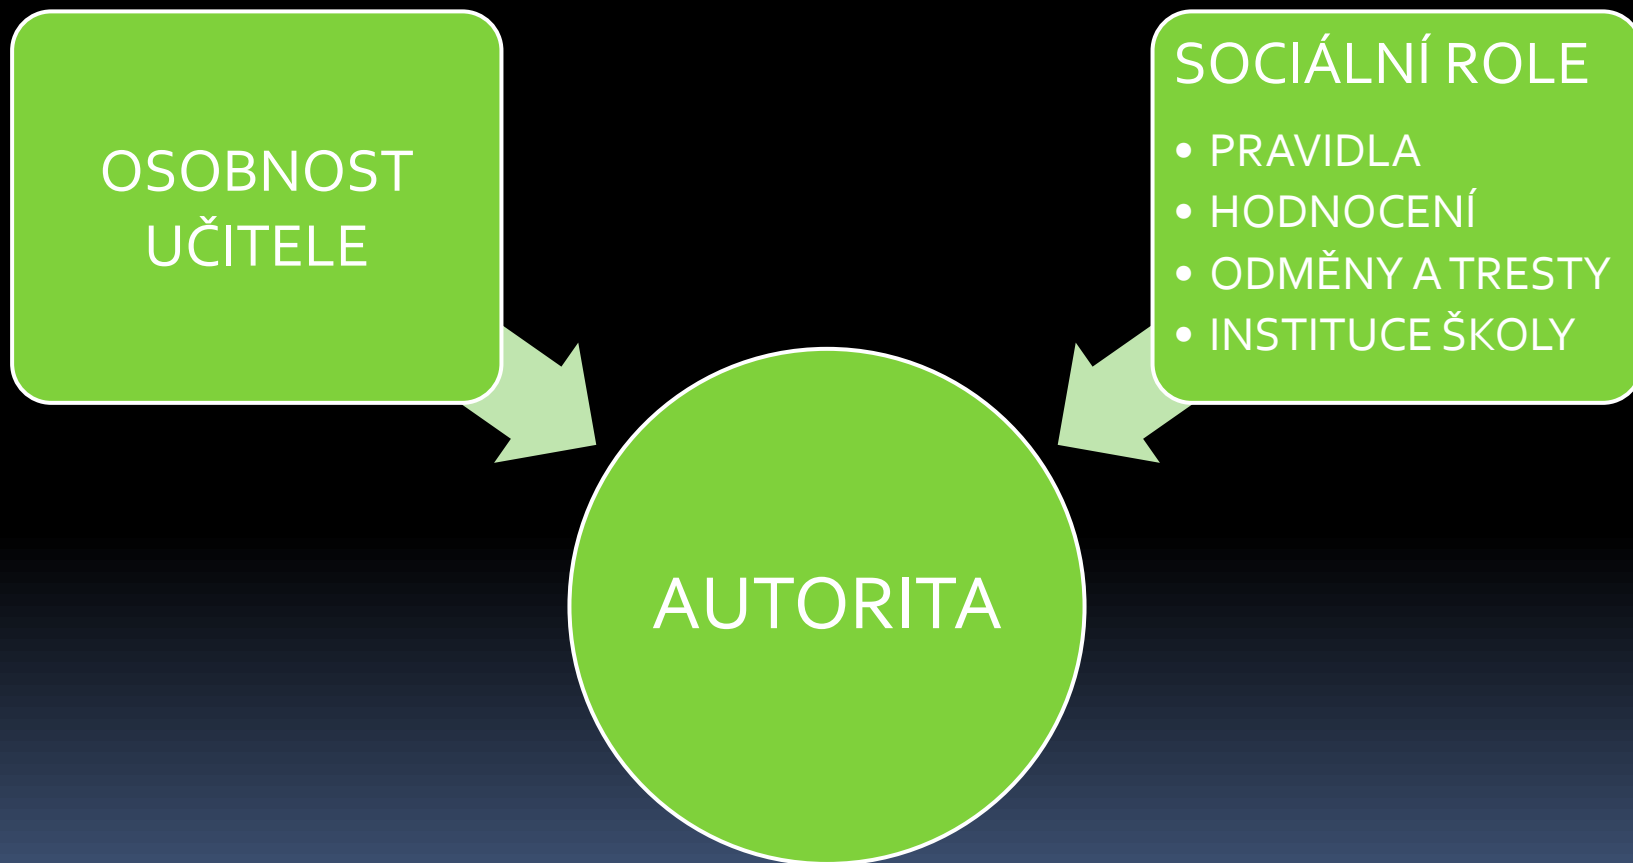 OSOBNOST
UČITELE
SOCIÁLNÍ ROLE
• PRAVIDLA
• HODNOCENÍ
• ODMĚNY A TRESTY
• INSTITUCE ŠKOLY
AUTORITA